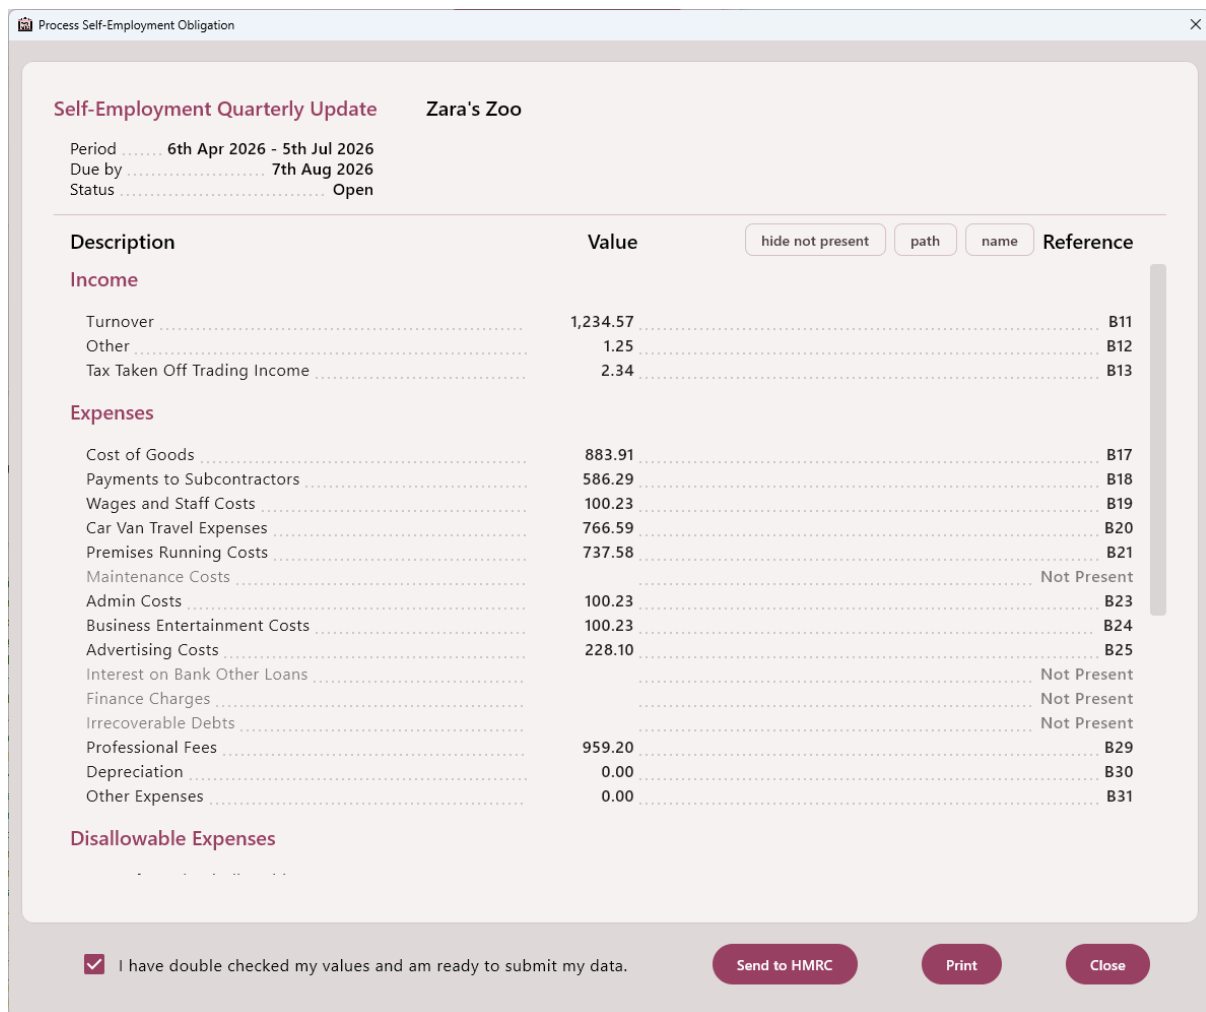 Process Self-Employment Obligation
Self-Employment Quarterly Update Zara's Zoo
Period 6th Apr 2026 - 5th Jul 2026
Due by 7th Aug 2026
Status Open
Description Value hide not present path name Reference
Income
Turnover 1,234.57 B11
Other 1.25 B12
Tax Taken Off Trading Income 2.34 B13
Expenses
Cost of Goods 883.91 B17
Payments to Subcontractors 586.29 B18
Wages and Staff Costs 100.23 B19
Car Van Travel Expenses 766.59 B20
Premises Running Costs 737.58 B21
Maintenance Costs Not Present
Admin Costs 100.23 B23
Business Entertainment Costs 100.23 B24
Advertising Costs 228.10 B25
Interest on Bank Other Loans Not Present
Finance Charges Not Present
Irrecoverable Debts Not Present
Professional Fees 959.20 B29
Depreciation 0.00 B30
Other Expenses 0.00 B31
Disallowable Expenses
I have double checked my values and am ready to submit my data. Send to HMRC Print Close